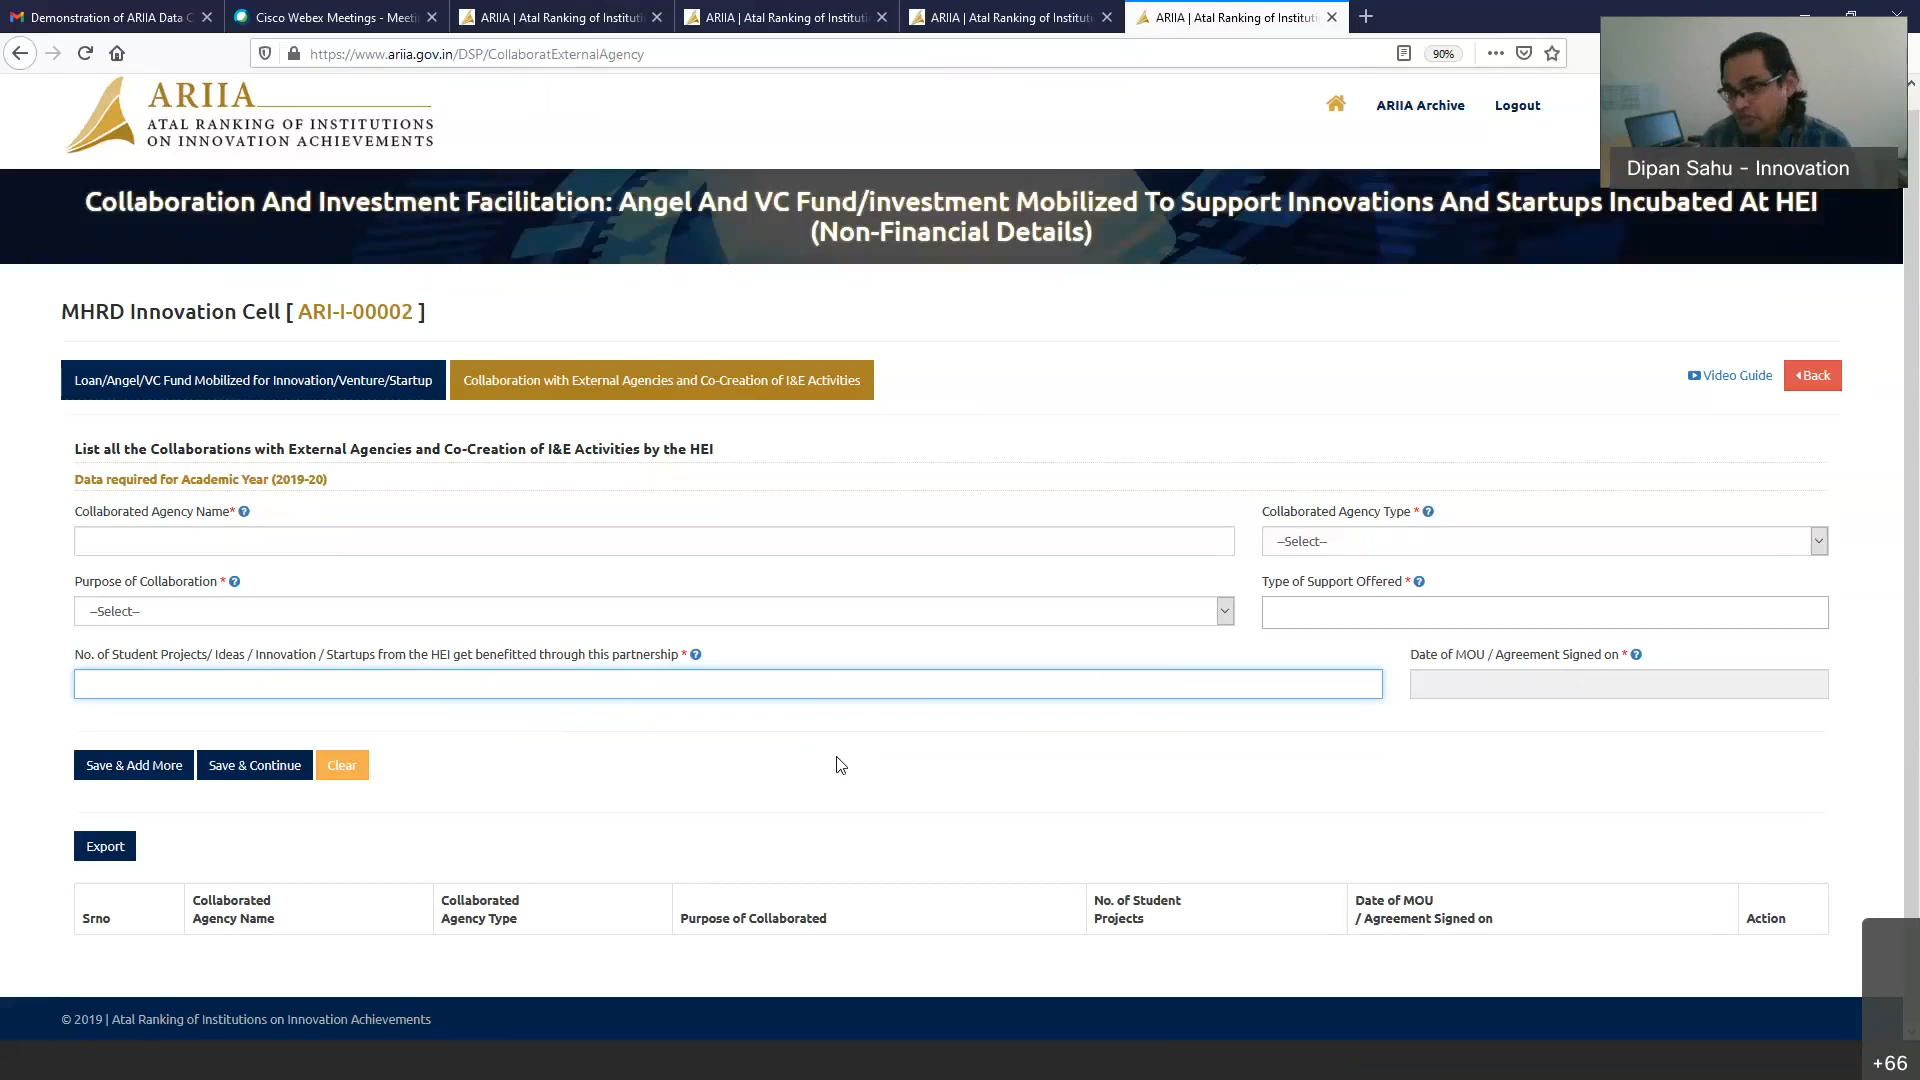 Demonstration of ARIIA Data C
Cisco Webex Meetings - Meeti
ARIIA | Atal Ranking of Instituti
ARIIA | Atal Ranking of Instituti
ARIIA | Atal Ranking of Instituti
ARIIA | Atal Ranking of Instituti
https://www.ariia.gov.in/DSP/CollaboratExternalAgency
90%
ARIIA
ATAL RANKING OF INSTITUTIONS
ON INNOVATION ACHIEVEMENTS
ARIIA Archive
Logout
Dipan Sahu - Innovation
Collaboration And Investment Facilitation: Angel And VC Fund/investment Mobilized To Support Innovations And Startups Incubated At HEI
(Non-Financial Details)
MHRD Innovation Cell [ ARI-I-00002 ]
Loan/Angel/VC Fund Mobilized for Innovation/Venture/Startup
Collaboration with External Agencies and Co-Creation of I&E Activities
Video Guide
Back
List all the Collaborations with External Agencies and Co-Creation of I&E Activities by the HEI
Data required for Academic Year (2019-20)
Collaborated Agency Name*
Collaborated Agency Type *
--Select--
Purpose of Collaboration *
Type of Support Offered *
--Select--
No. of Student Projects/ Ideas / Innovation / Startups from the HEI get benefitted through this partnership *
Date of MOU / Agreement Signed on *
Save & Add More
Save & Continue
Clear
Export
Srno
Collaborated
Agency Name
Collaborated
Agency Type
Purpose of Collaborated
No. of Student
Projects
Date of MOU
/ Agreement Signed on
Action
© 2019 | Atal Ranking of Institutions on Innovation Achievements
+66